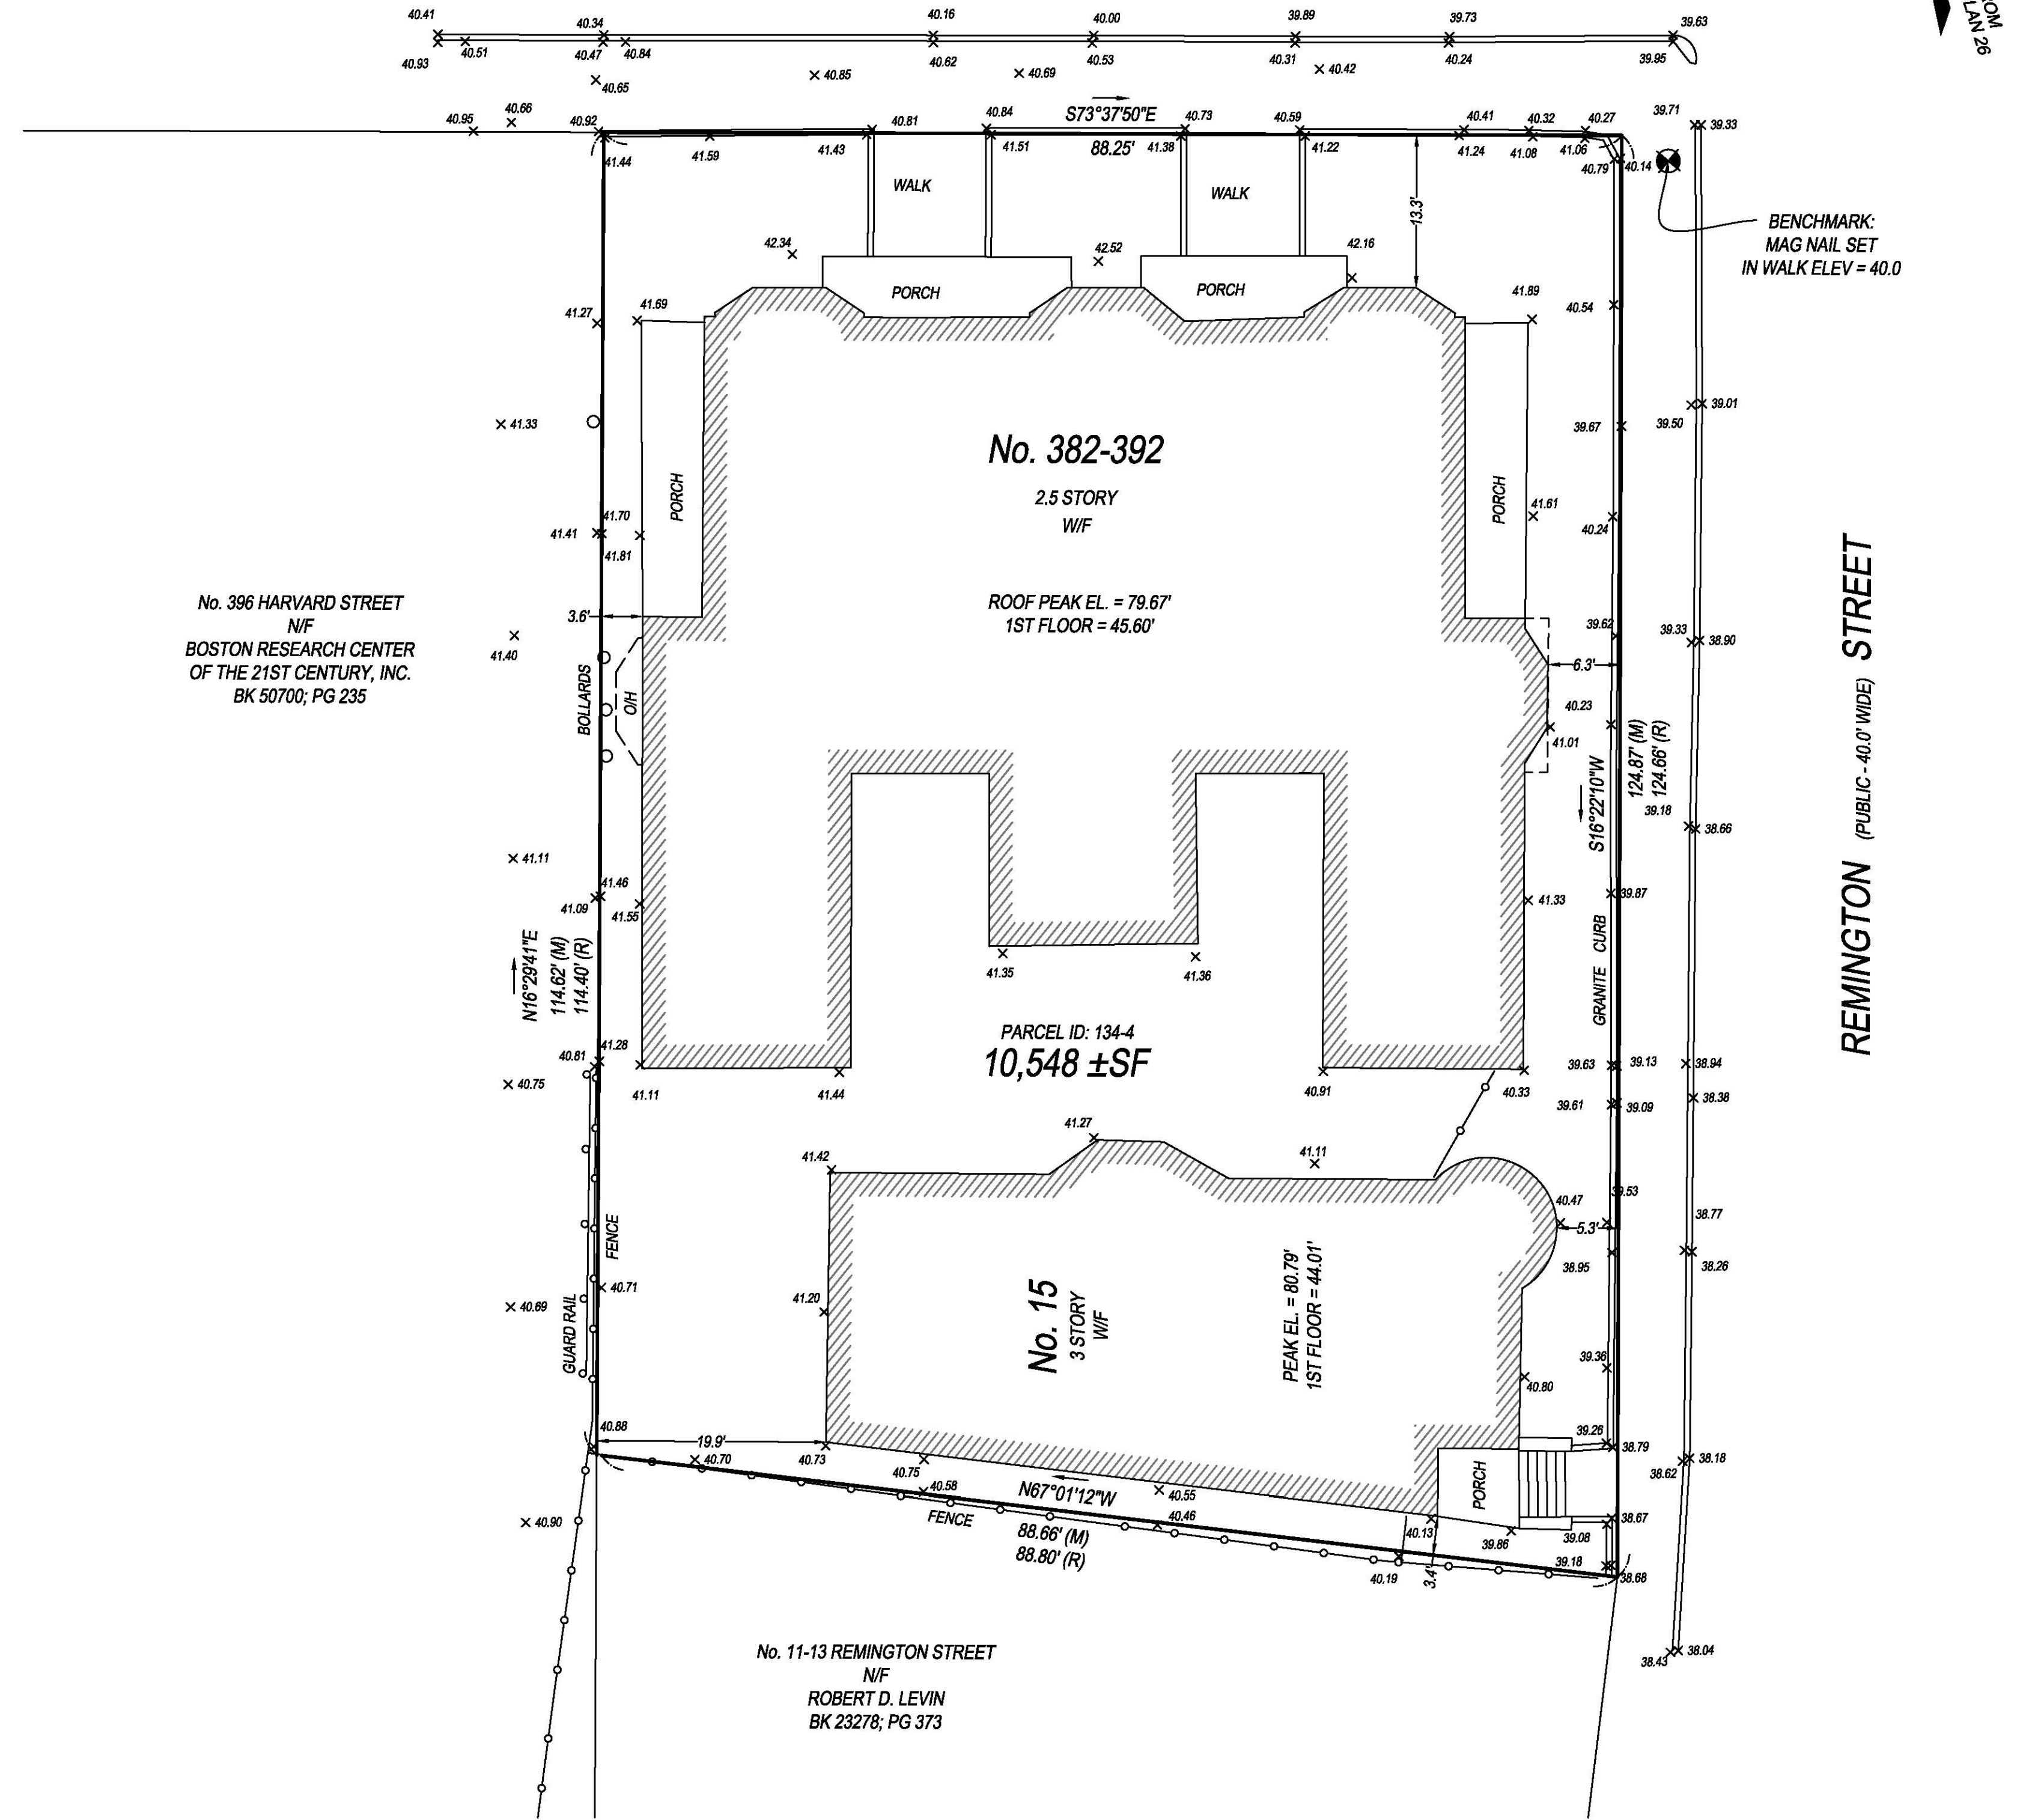 40.41
40.34
40.16
40.00
39.89
39.73
39.63
ROM
LAN 26
40.93
40.51
40.47
40.84
40.62
40.53
40.31
40.24
39.95
40.65
40.85
40.69
40.42
40.66
40.95
40.92
40.81
40.84
S73°37'50"E
40.73
40.59
40.41
40.32
40.27
39.71
39.33
41.44
41.59
41.43
41.51
88.25'
41.38
41.22
41.24
41.08
41.06
40.79
40.14
WALK
WALK
13.3'
BENCHMARK:
MAG NAIL SET
IN WALK ELEV = 40.0
42.34
42.52
42.16
PORCH
PORCH
41.27
41.69
41.89
40.54
41.33
39.67
39.50
39.01
No. 382-392
2.5 STORY
W/F
PORCH
PORCH
41.70
41.41
41.81
41.61
40.24
ROOF PEAK EL. = 79.67'
1ST FLOOR = 45.60'
No. 396 HARVARD STREET
N/F
BOSTON RESEARCH CENTER
OF THE 21ST CENTURY, INC.
BK 50700; PG 235
3.6'
41.40
39.62
39.33
38.90
6.3'
BOLLARDS
O/H
40.23
41.01
S16°22'10"W
124.87' (M)
124.66' (R)
39.18
38.66
REMINGTON (PUBLIC - 40.0' WIDE) STREET
41.11
41.46
41.09
41.55
41.33
39.87
GRANITE CURB
N16°29'41"E
114.62' (M)
114.40' (R)
41.35
41.36
PARCEL ID: 134-4
10,548 ±SF
41.28
40.81
40.75
41.11
41.44
40.91
40.33
39.63
39.13
38.94
39.61
39.09
38.38
41.27
41.42
41.11
40.47
39.53
38.77
5.3'
FENCE
38.95
38.26
40.71
40.69
41.20
GUARD RAIL
No. 15
3 STORY
W/F
PEAK EL. = 80.79'
1ST FLOOR = 44.01'
39.36
40.80
40.88
19.9'
39.26
38.79
40.70
40.73
40.75
38.62
38.18
PORCH
40.58
N67°01'12"W
40.55
40.90
FENCE
40.46
88.66' (M)
88.80' (R)
40.13
39.86
39.08
38.67
40.19
3.4'
39.18
38.68
No. 11-13 REMINGTON STREET
N/F
ROBERT D. LEVIN
BK 23278; PG 373
38.43
38.04